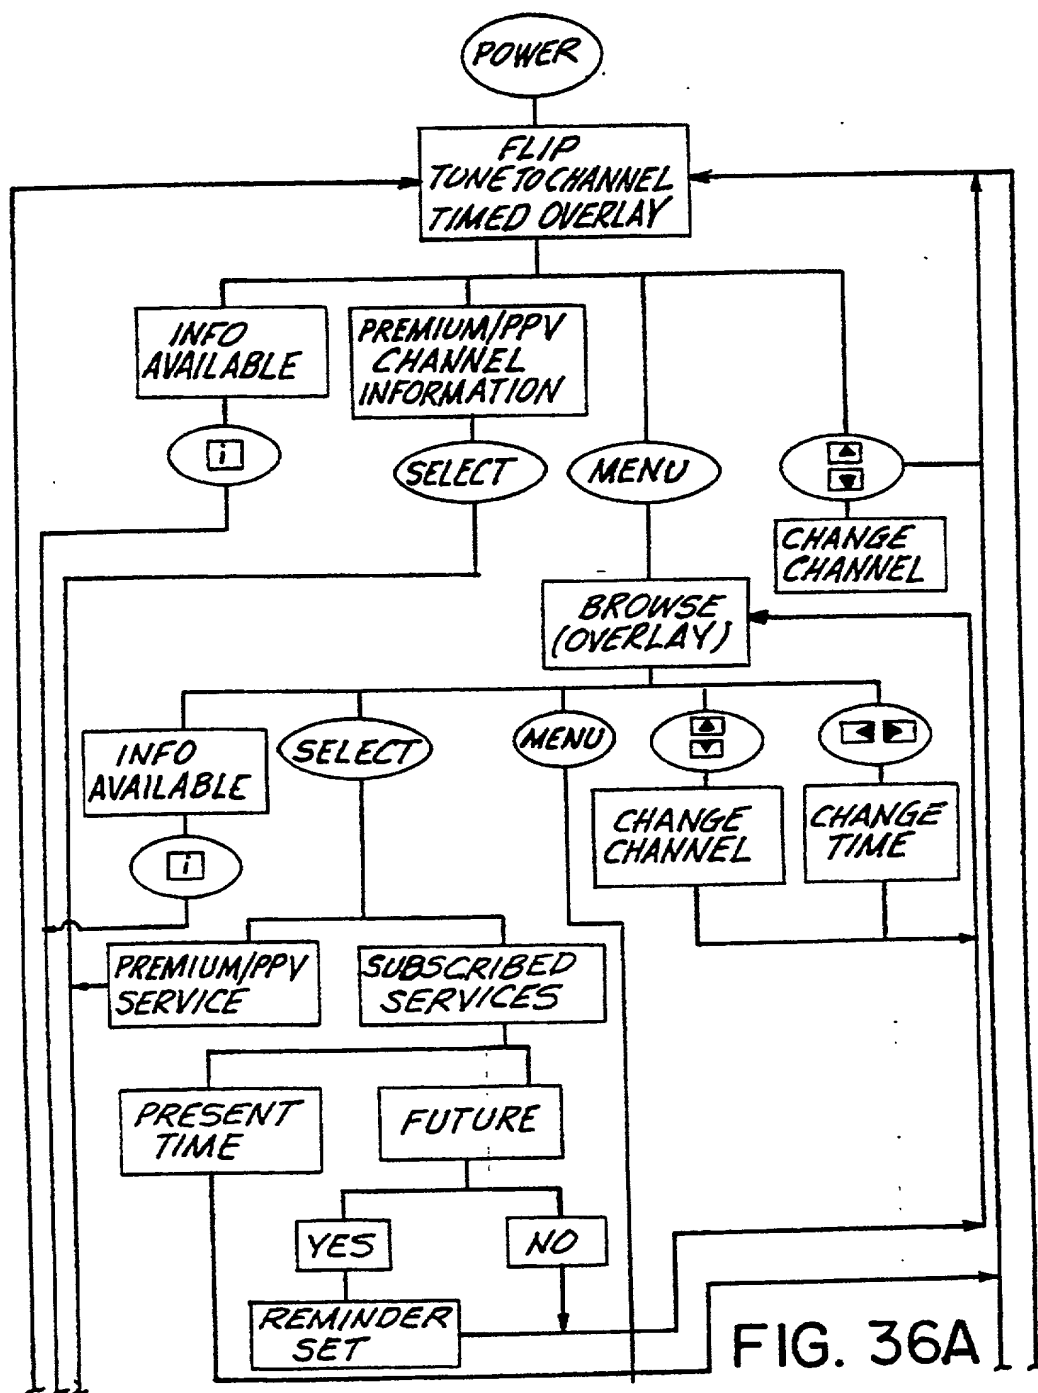 POWER
FLIP
TUNE TO CHANNEL
TIMED OVERLAY
INFO
AVAILABLE
PREMIUM/PPV
CHANNEL
INFORMATION
i
SELECT
MENU
CHANGE
CHANNEL
BROWSE
(OVERLAY)
INFO
AVAILABLE
SELECT
MENU
CHANGE
CHANNEL
CHANGE
TIME
i
PREMIUM/PPV
SERVICE
SUBSCRIBED
SERVICES
PRESENT
TIME
FUTURE
YES
NO
REMINDER
SET
FIG. 36A